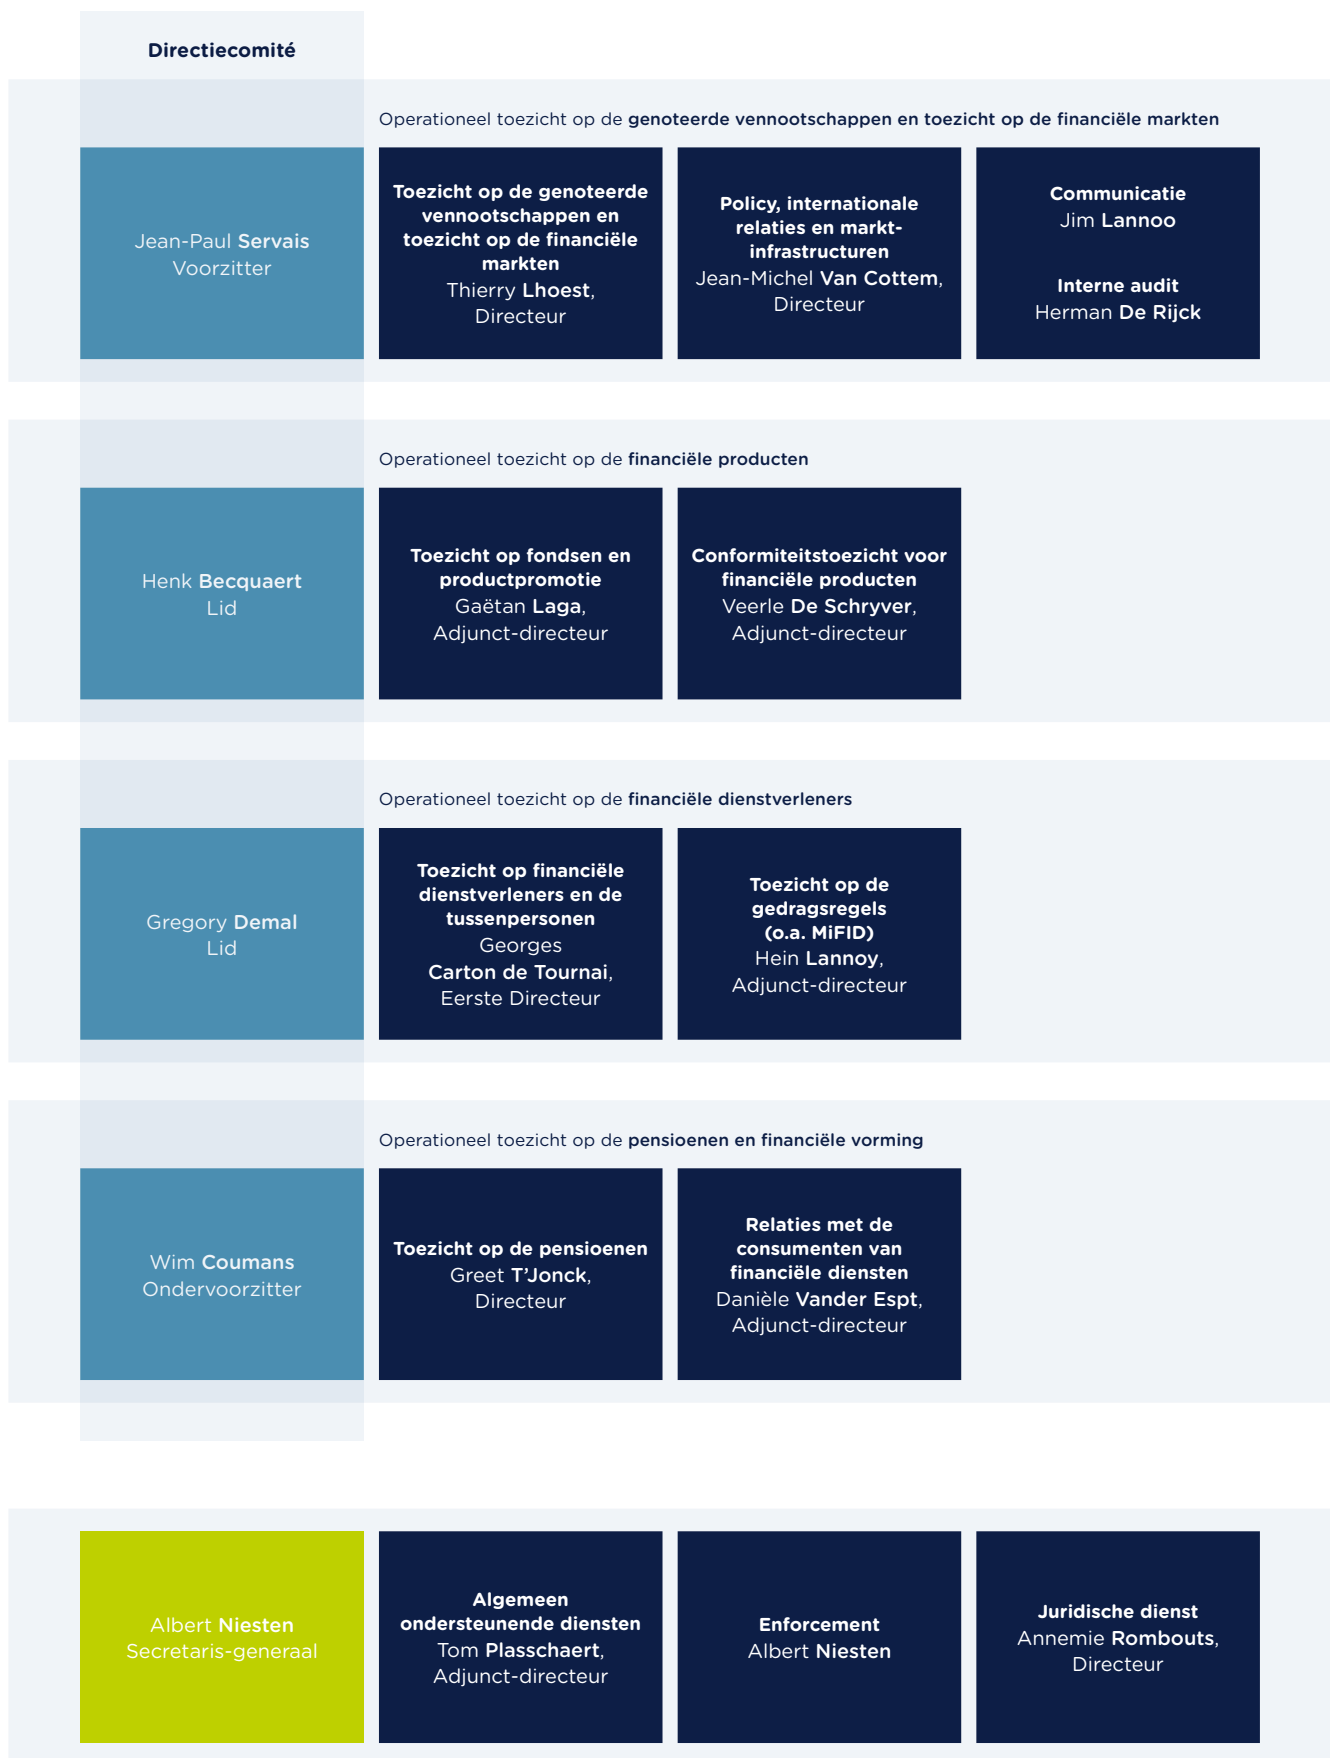 Directiecomité
Operationeel toezicht op de genoteerde vennootschappen en toezicht op de financiële markten
Jean-Paul Servais
Voorzitter
Toezicht op de genoteerde
vennootschappen en
toezicht op de financiële
markten
Thierry Lhoest,
Directeur
Policy, internationale
relaties en markt-
infrastructuren
Jean-Michel Van Cottem,
Directeur
Communicatie
Jim Lannoo
Interne audit
Herman De Rijck
Operationeel toezicht op de financiële producten
Henk Becquaert
Lid
Toezicht op fondsen en
productpromotie
Gaëtan Laga,
Adjunct-directeur
Conformiteitstoezicht voor
financiële producten
Veerle De Schryver,
Adjunct-directeur
Operationeel toezicht op de financiële dienstverleners
Gregory Demal
Lid
Toezicht op financiële
dienstverleners en de
tussenpersonen
Georges
Carton de Tournai,
Eerste Directeur
Toezicht op de
gedragsregels
(o.a. MiFID)
Hein Lannoy,
Adjunct-directeur
Operationeel toezicht op de pensioenen en financiële vorming
Wim Coumans
Ondervoorzitter
Toezicht op de pensioenen
Greet T’Jonck,
Directeur
Relaties met de
consumenten van
financiële diensten
Danièle Vander Espt,
Adjunct-directeur
Albert Niesten
Secretaris-generaal
Algemeen
ondersteunende diensten
Tom Plasschaert,
Adjunct-directeur
Enforcement
Albert Niesten
Juridische dienst
Annemie Rombouts,
Directeur